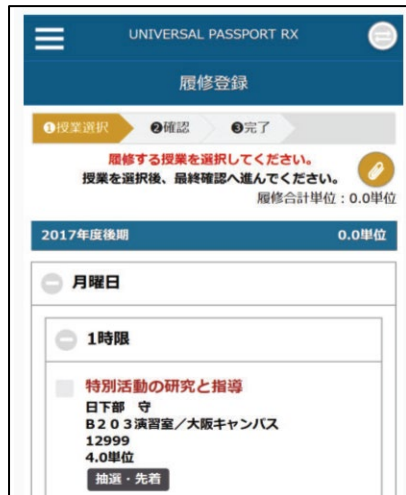 UNIVERSAL PASSPORT RX
履修登録
❶授業選択 ❷確認 ❸完了
履修する授業を選択してください。
授業を選択後、最終確認へ進んでください。
履修合計単位：0.0単位
2017年度後期 0.0単位
月曜日
1時限
特別活動の研究と指導
日下部 守
B２０３演習室／大阪キャンパス
12999
4.0単位
抽選・先着